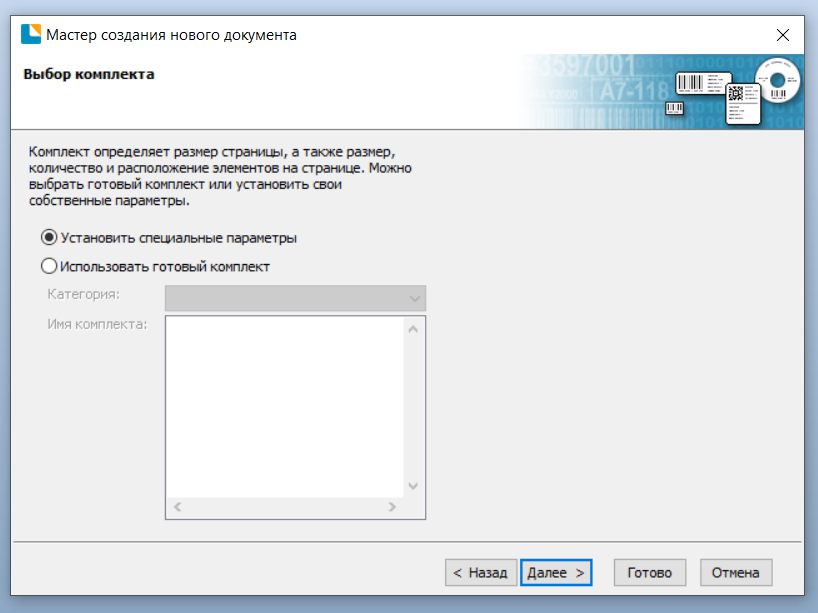 Мастер создания нового документа
Выбор комплекта
3597001
A7-118
Комплект определяет размер страницы, а также размер,
количество и расположение элементов на странице. Можно
выбрать готовый комплект или установить свои
собственные параметры.
Установить специальные параметры
Использовать готовый комплект
Категория:
Имя комплекта:
< Назад
Далее >
Готово
Отмена